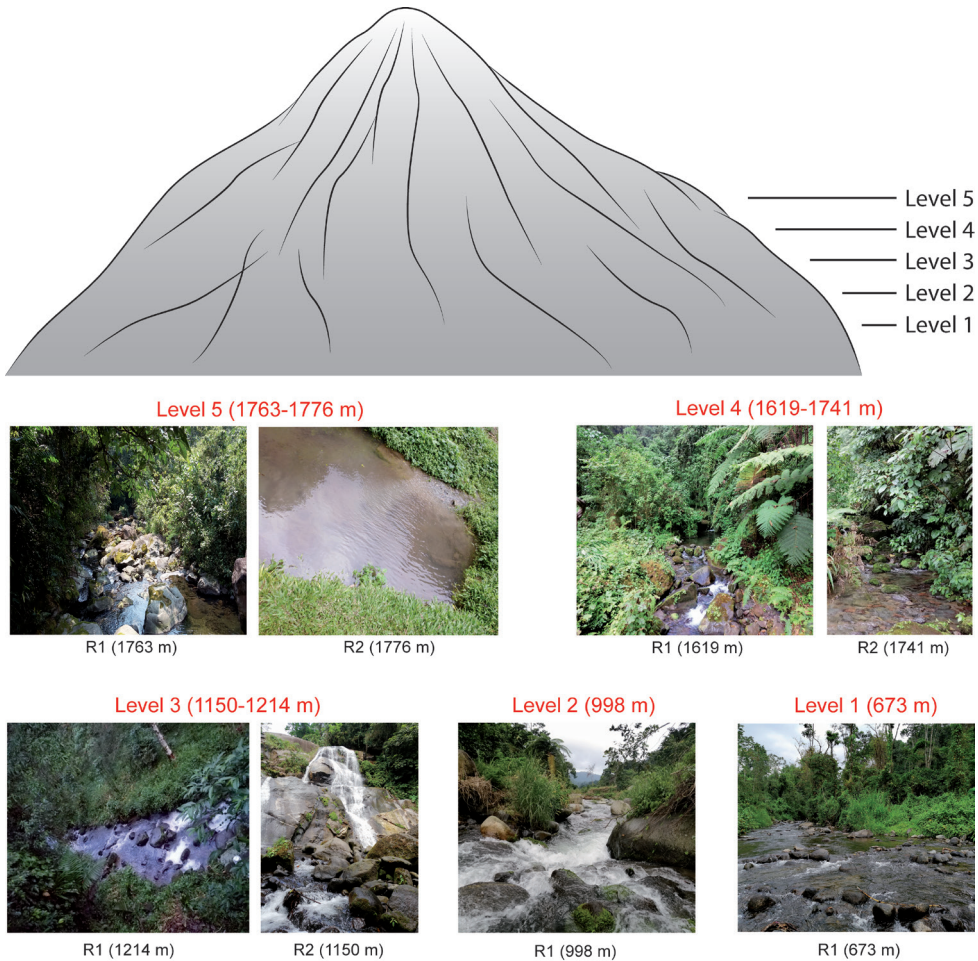 Level 5
Level 4
Level 3
Level 2
Level 1
Level 5 (1763-1776 m)
Level 4 (1619-1741 m)
R1 (1763 m)
R2 (1776 m)
R1 (1619 m)
R2 (1741 m)
Level 3 (1150-1214 m)
Level 2 (998 m)
Level 1 (673 m)
R1 (1214 m)
R2 (1150 m)
R1 (998 m)
R1 (673 m)